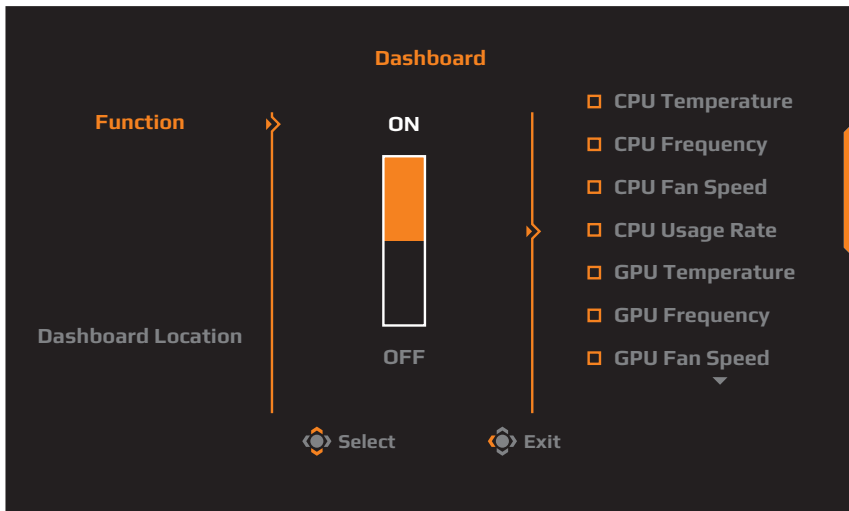 Dashboard
Function
Dashboard Location
ON
OFF
CPU Temperature
CPU Frequency
CPU Fan Speed
CPU Usage Rate
GPU Temperature
GPU Frequency
GPU Fan Speed
Select
Exit